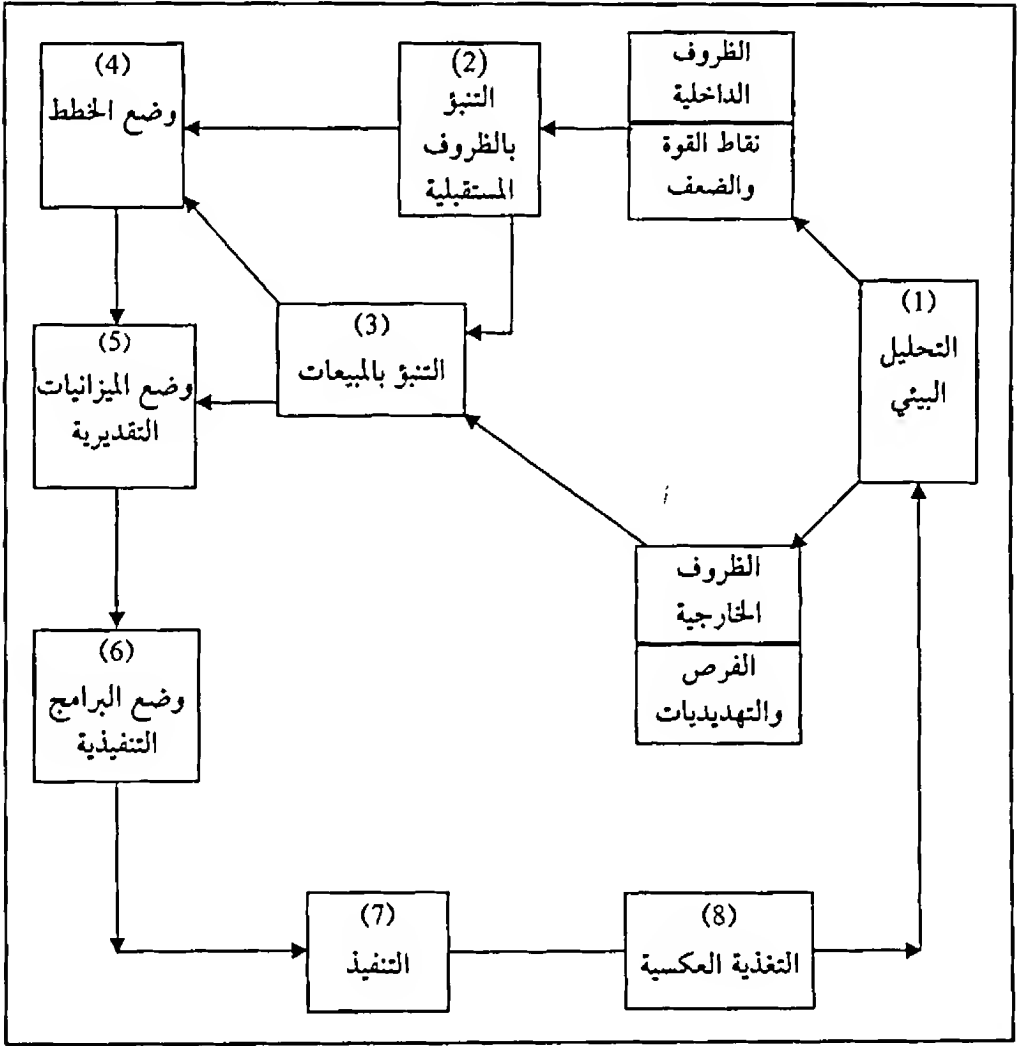 الظروف
الداخلية
نقاط القوة
والضعف
(2)
التنبؤ
بالظروف
المستقبلية
(4)
وضع الخطط
(1)
التحليل
البيئي
(3)
التنبؤ بالمبيعات
(5)
وضع الميزانيات
التقديرية
الظروف
الخارجية
الفرص
والتهديديات
(6)
وضع البرامج
التنفيذية
(8)
التغذية العكسية
(7)
التنفيذ